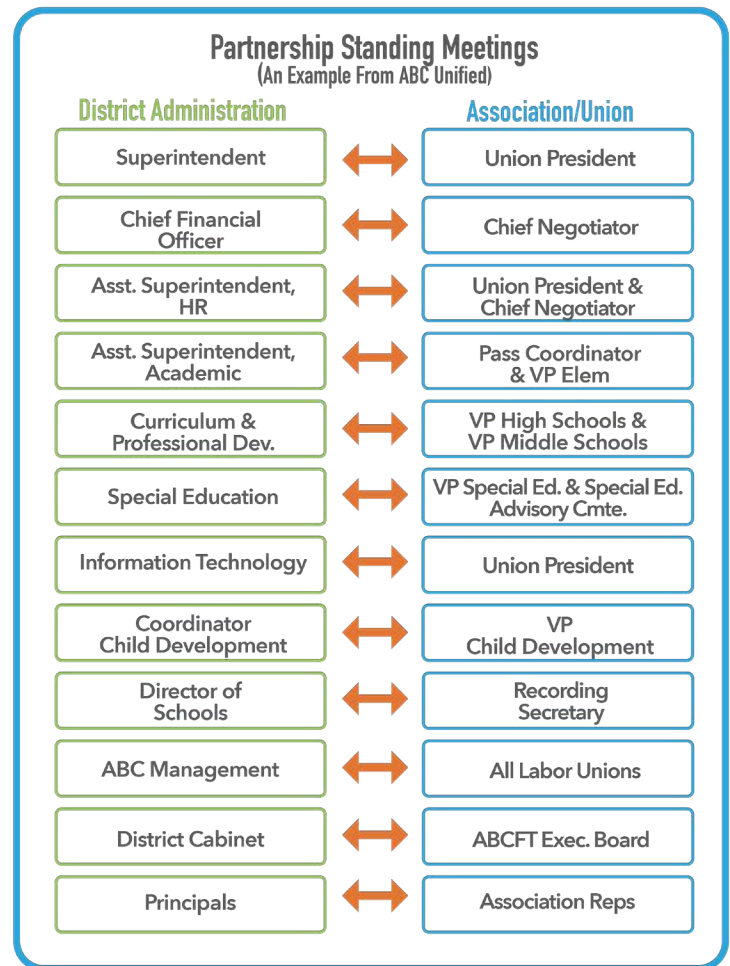 Partnership Standing Meetings
(An Example From ABC Unified)
District Administration
Association/Union
Superintendent
Union President
Chief Financial
Officer
Chief Negotiator
Asst. Superintendent,
HR
Union President &
Chief Negotiator
Asst. Superintendent,
Academic
Pass Coordinator
& VP Elem
Curriculum &
Professional Dev.
VP High Schools &
VP Middle Schools
Special Education
VP Special Ed. & Special Ed.
Advisory Cmte.
Information Technology
Union President
Coordinator
Child Development
VP
Child Development
Director of
Schools
Recording
Secretary
ABC Management
All Labor Unions
District Cabinet
ABCFT Exec. Board
Principals
Association Reps